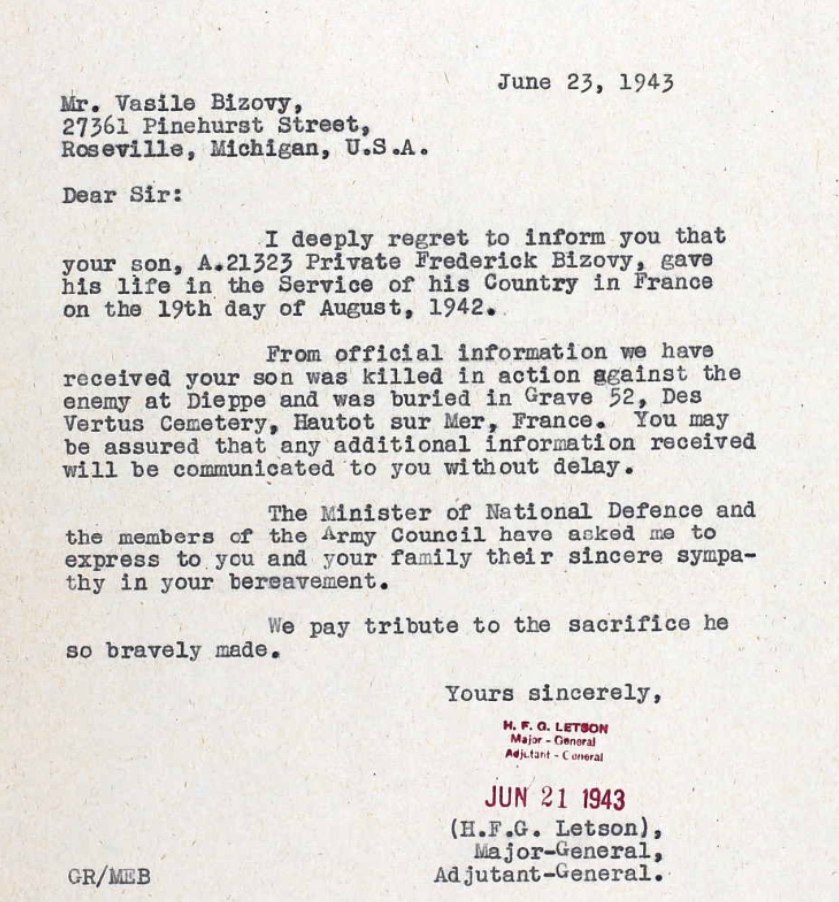 June 23, 1943
Mr. Vasile Bizovy,
27361 Pinehurst Street,
Roseville, Michigan, U.S.A.
Dear Sir:
I deeply regret to inform you that
your son, A.21323 Private Frederick Bizovy, gave
his life in the Service of his Country in France
on the 19th day of August, 1942.
From official information we have
received your son was killed in action against the
enemy at Dieppe and was buried in Grave 52, Des
Vertus Cemetery, Hautot sur Mer, France. You may
be assured that any additional information received
will be communicated to you without delay.
The Minister of National Defence and
the members of the Army Council have asked me to
express to you and your family their sincere sympa-
thy in your bereavement.
We pay tribute to the sacrifice he
so bravely made.
Yours sincerely,
H. F. G. LETSON
Major - General
Adjutant - General
JUN 21 1943
(H.F.G. Letson),
Major-General,
Adjutant-General.
GR/MEB